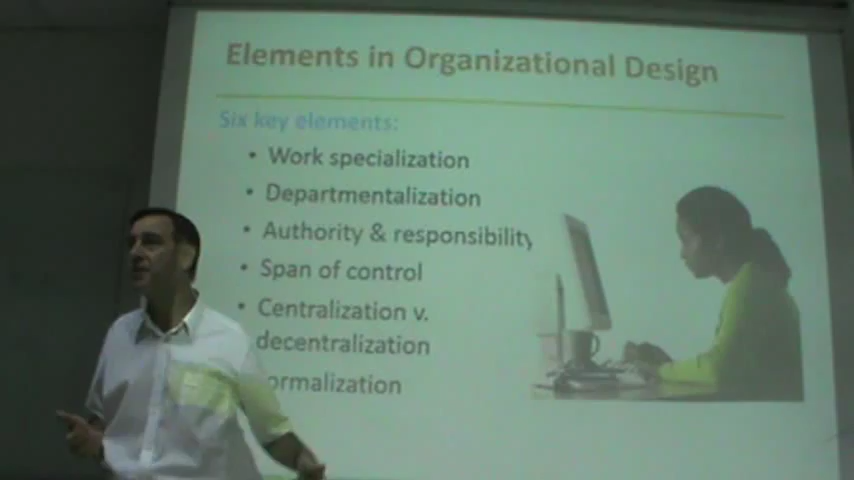 Elements in Organizational Design
Six key elements:
• Work specialization
• Departmentalization
• Authority & responsibility
• Span of control
• Centralization v.
decentralization
ormalization